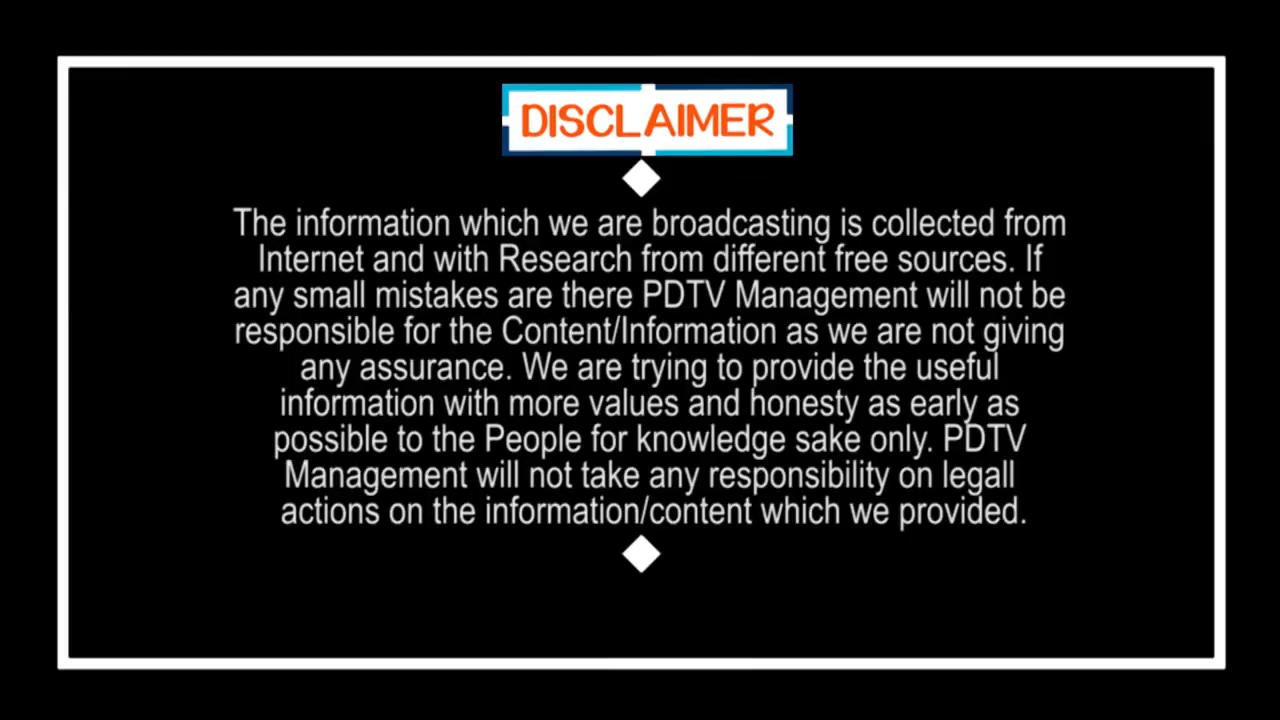 DISCLAIMER
The information which we are broadcasting is collected from
Internet and with Research from different free sources. If
any small mistakes are there PDTV Management will not be
responsible for the Content/Information as we are not giving
any assurance. We are trying to provide the useful
information with more values and honesty as early as
possible to the People for knowledge sake only. PDTV
Management will not take any responsibility on legall
actions on the information/content which we provided.